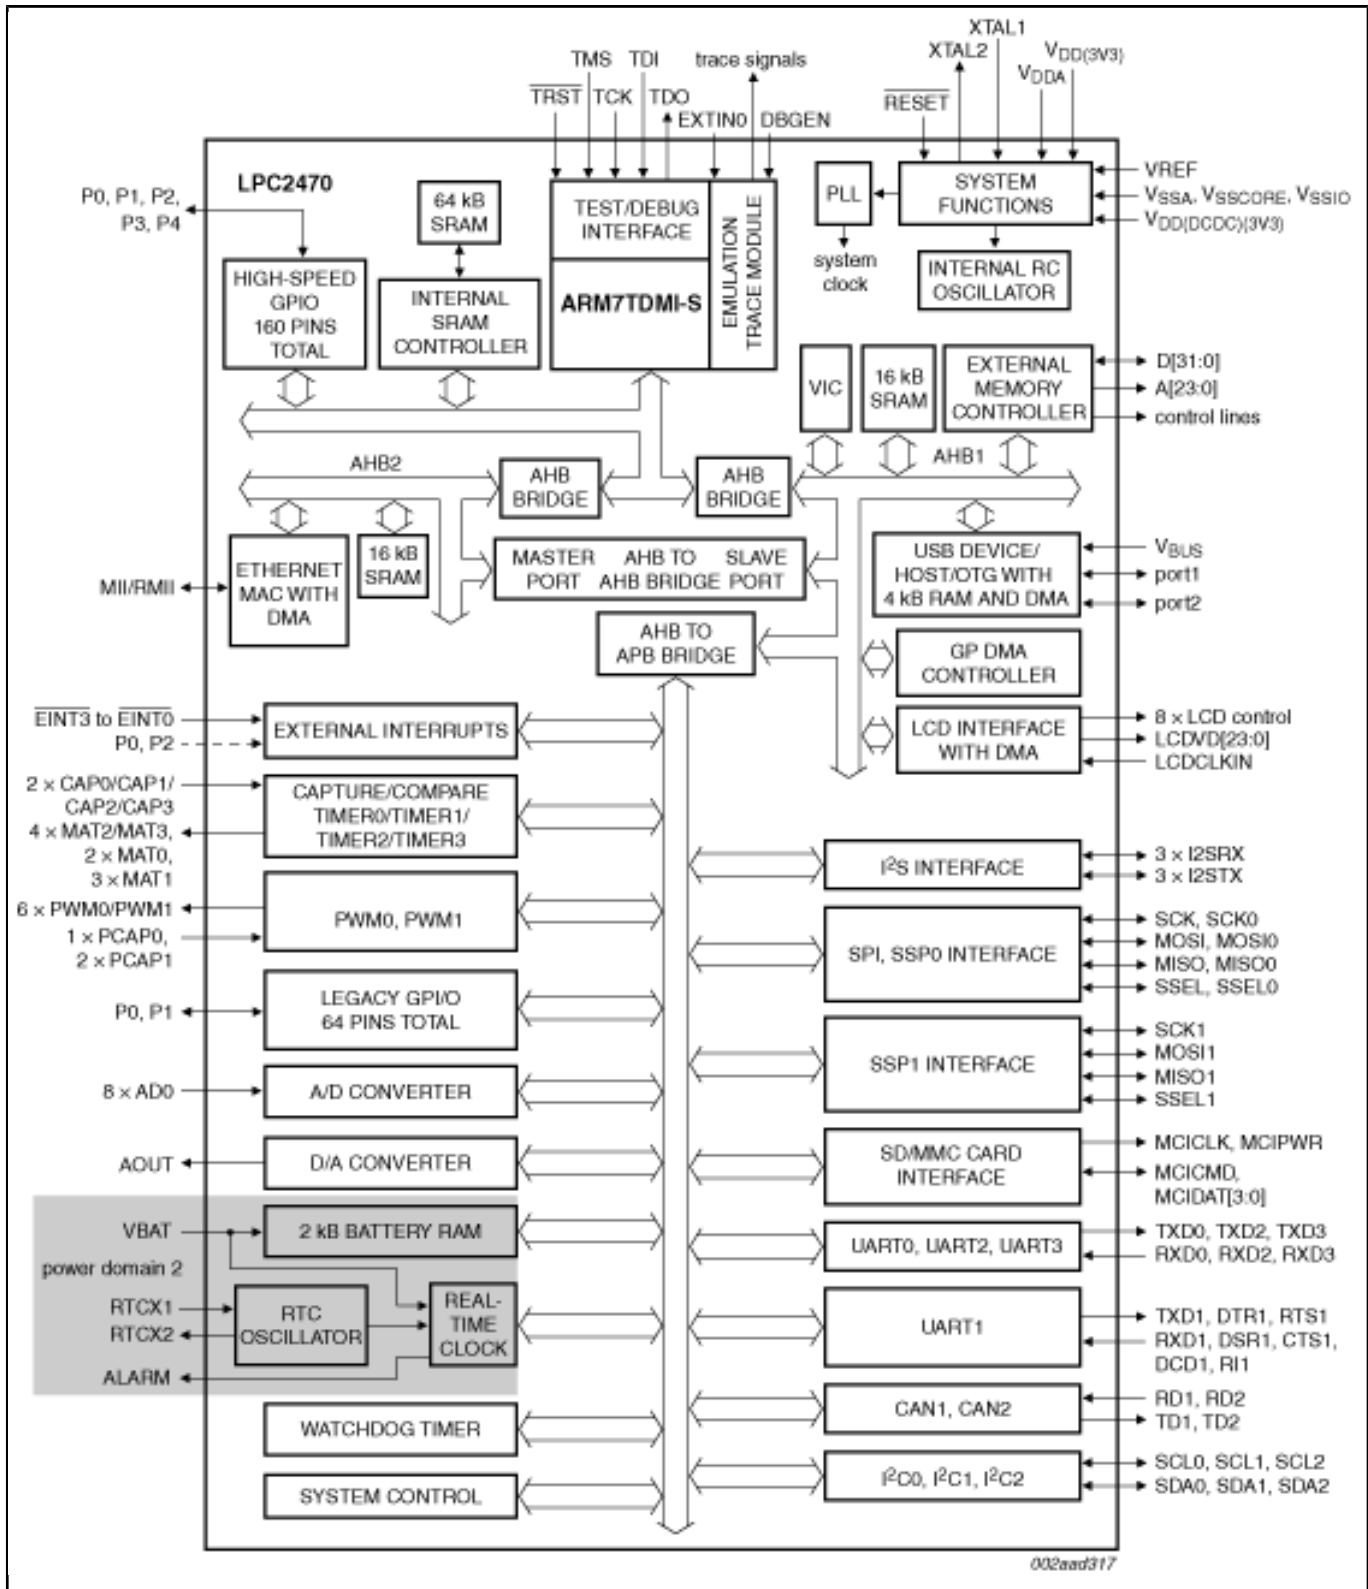 XTAL1
XTAL2
VDD(3V3)
VDDA
RESET
TMS TDI
trace signals
TRST TCK TDO
EXTIN0 DBGEN
LPC2470
P0, P1, P2,
P3, P4
64 kB
SRAM
TEST/DEBUG
INTERFACE
EMULATION
TRACE MODULE
PLL
SYSTEM
FUNCTIONS
VREF
VSSA, VSSCORE, VSSIO
VDD(DCDC)(3V3)
system
clock
INTERNAL RC
OSCILLATOR
HIGH-SPEED
GPIO
160 PINS
TOTAL
INTERNAL
SRAM
CONTROLLER
ARM7TDMI-S
VIC
16 kB
SRAM
EXTERNAL
MEMORY
CONTROLLER
D[31:0]
A[23:0]
control lines
AHB2
AHB
BRIDGE
AHB
BRIDGE
AHB1
ETHERNET
MAC WITH
DMA
MII/RMII
16 kB
SRAM
MASTER AHB TO SLAVE
PORT AHB BRIDGE PORT
USB DEVICE/
HOST/OTG WITH
4 kB RAM AND DMA
VBUS
port1
port2
AHB TO
APB BRIDGE
GP DMA
CONTROLLER
LCD INTERFACE
WITH DMA
8 × LCD control
LCDVD[23:0]
LCDCLKIN
EINT3 to EINT0
P0, P2
EXTERNAL INTERRUPTS
2 × CAP0/CAP1/
CAP2/CAP3
4 × MAT2/MAT3,
2 × MAT0,
3 × MAT1
CAPTURE/COMPARE
TIMER0/TIMER1/
TIMER2/TIMER3
I²S INTERFACE
3 × I2SRX
3 × I2STX
6 × PWM0/PWM1
1 × PCAP0,
2 × PCAP1
PWM0, PWM1
SPI, SSP0 INTERFACE
SCK, SCK0
MOSI, MOSI0
MISO, MISO0
SSEL, SSEL0
P0, P1
LEGACY GPI/O
64 PINS TOTAL
SSP1 INTERFACE
SCK1
MOSI1
MISO1
SSEL1
8 × AD0
A/D CONVERTER
AOUT
D/A CONVERTER
SD/MMC CARD
INTERFACE
MCICLK, MCIPWR
MCICMD,
MCIDAT[3:0]
VBAT
2 kB BATTERY RAM
power domain 2
UART0, UART2, UART3
TXD0, TXD2, TXD3
RXD0, RXD2, RXD3
RTCX1
RTCX2
RTC
OSCILLATOR
REAL-
TIME
CLOCK
ALARM
UART1
TXD1, DTR1, RTS1
RXD1, DSR1, CTS1,
DCD1, RI1
WATCHDOG TIMER
CAN1, CAN2
RD1, RD2
TD1, TD2
SYSTEM CONTROL
I²C0, I²C1, I²C2
SCL0, SCL1, SCL2
SDA0, SDA1, SDA2
002aad317